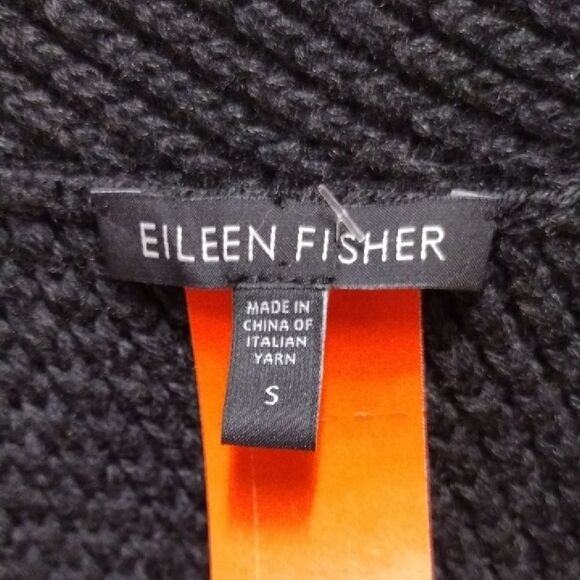 EILEEN FISHER
MADE IN
CHINA OF
ITALIAN
YARN
S